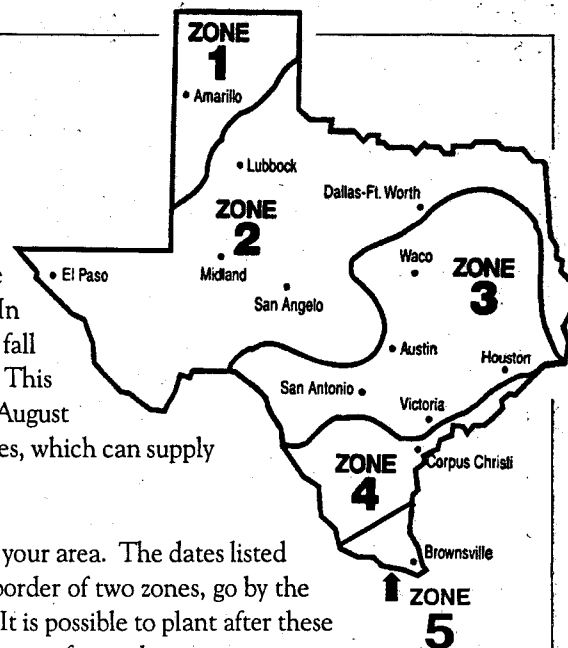 ZONE
1
Amarillo
Lubbock
Dallas-Ft. Worth
ZONE
2
Waco
ZONE
3
El Paso
Midland
San Angelo
In
fall
Austin
Houston
This
San Antonio
August
Victoria
es, which can supply
ZONE
4
Corpus Christi
your area. The dates listed
Brownsville
border of two zones, go by the
ZONE
5
It is possible to plant after these